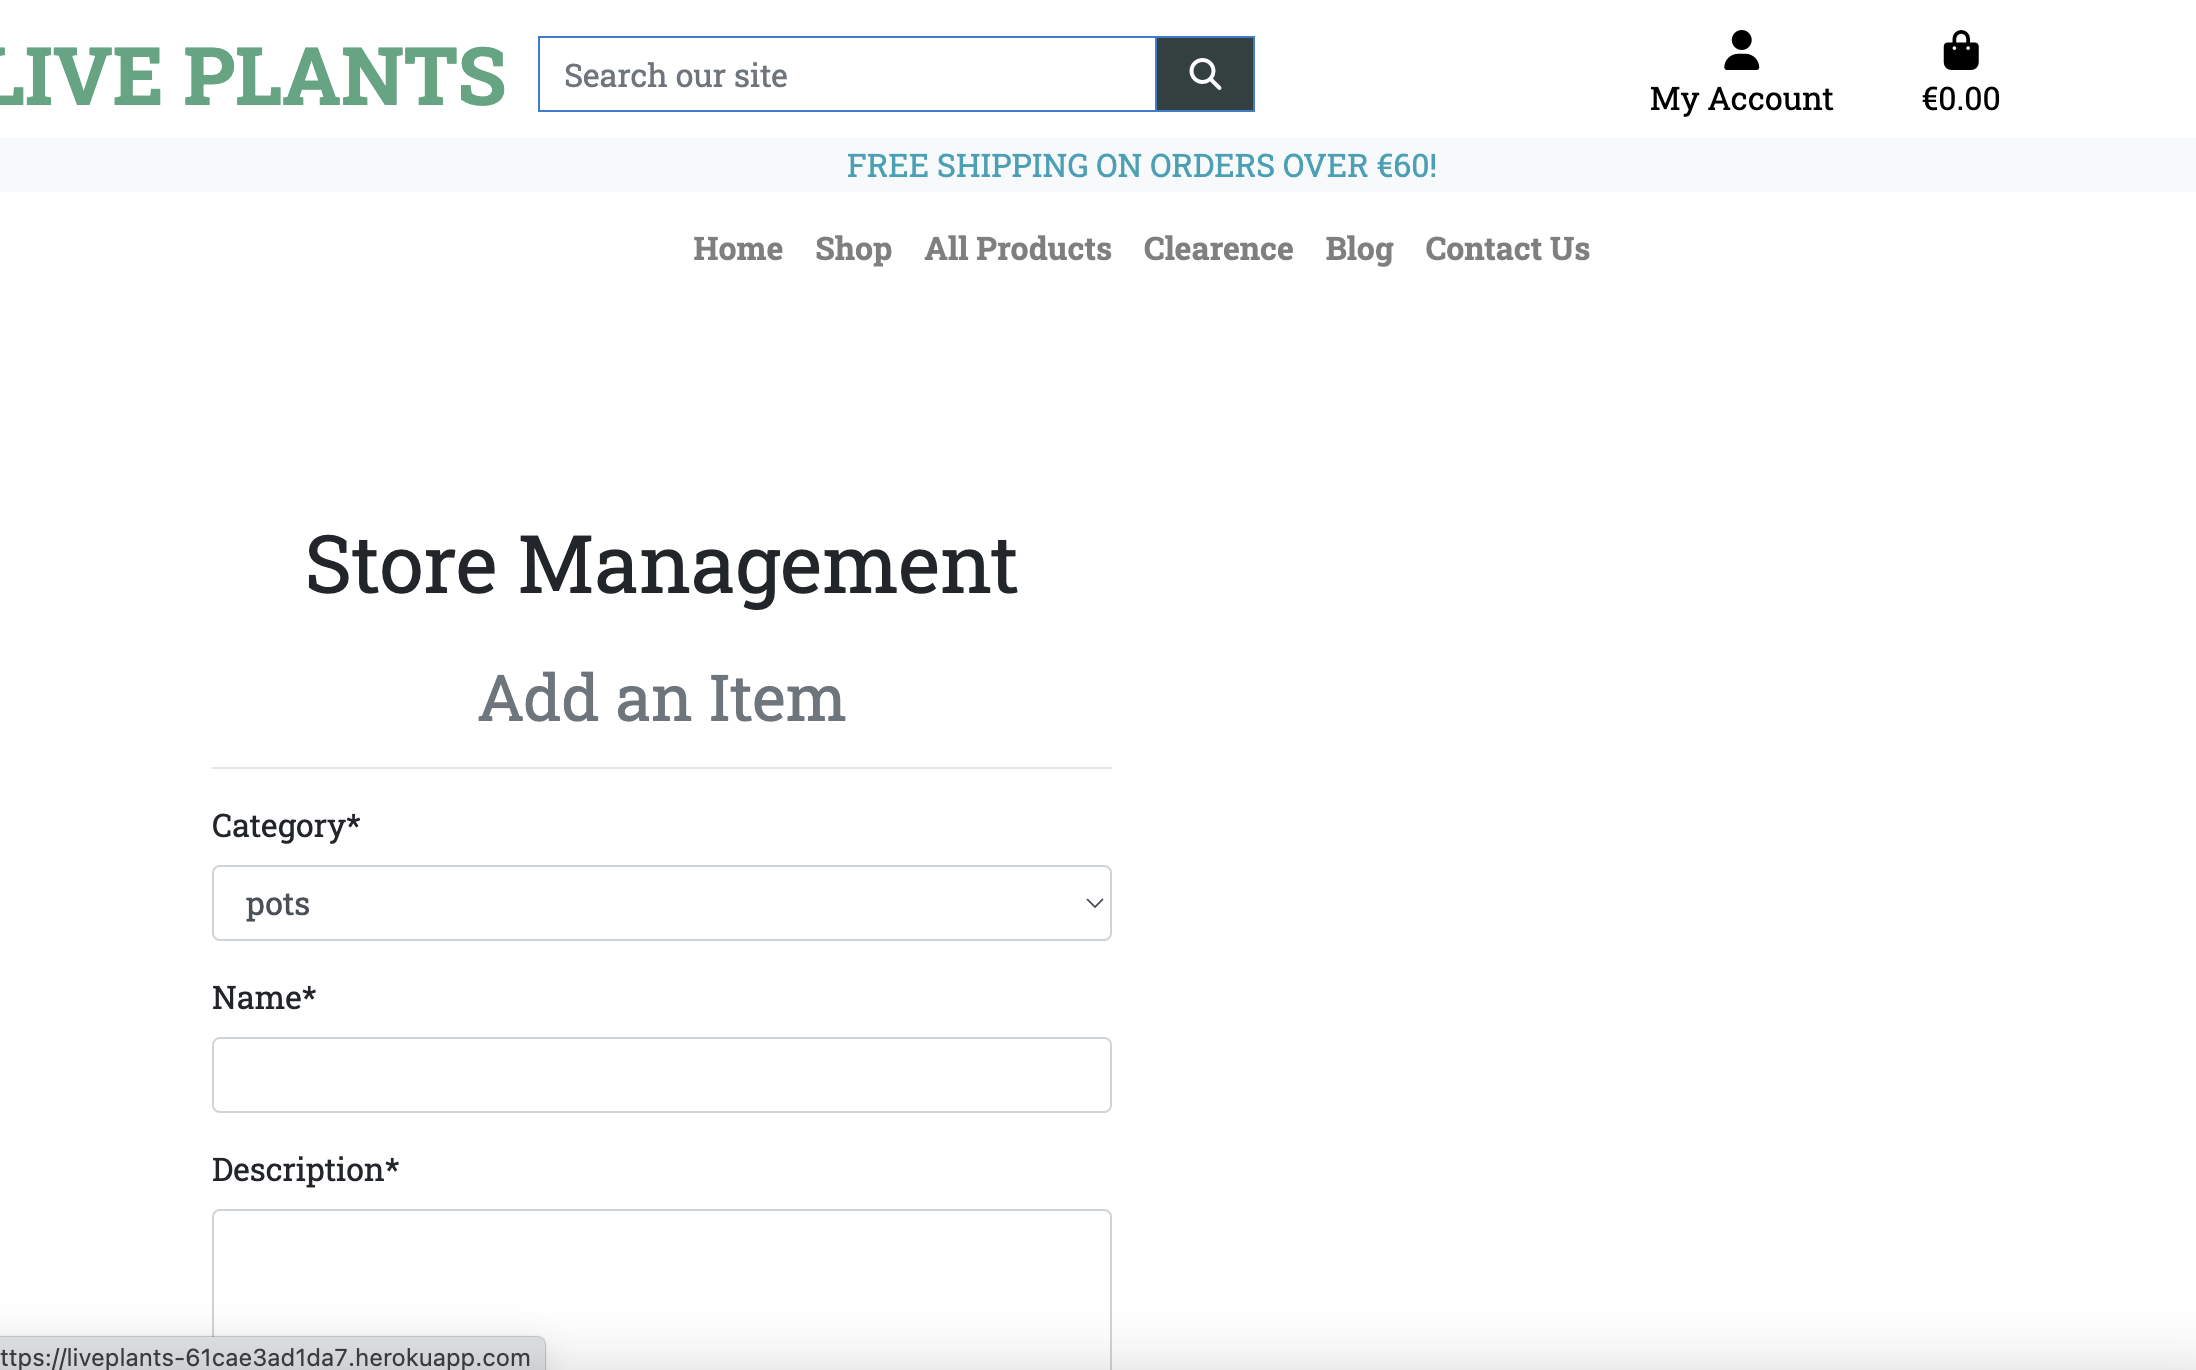 LIVE PLANTS
Search our site
My Account
€0.00
FREE SHIPPING ON ORDERS OVER €60!
Home Shop All Products Clearence Blog Contact Us
Store Management
Add an Item
Category*
pots
Name*
Description*
ttps://liveplants-61cae3ad1da7.herokuapp.com